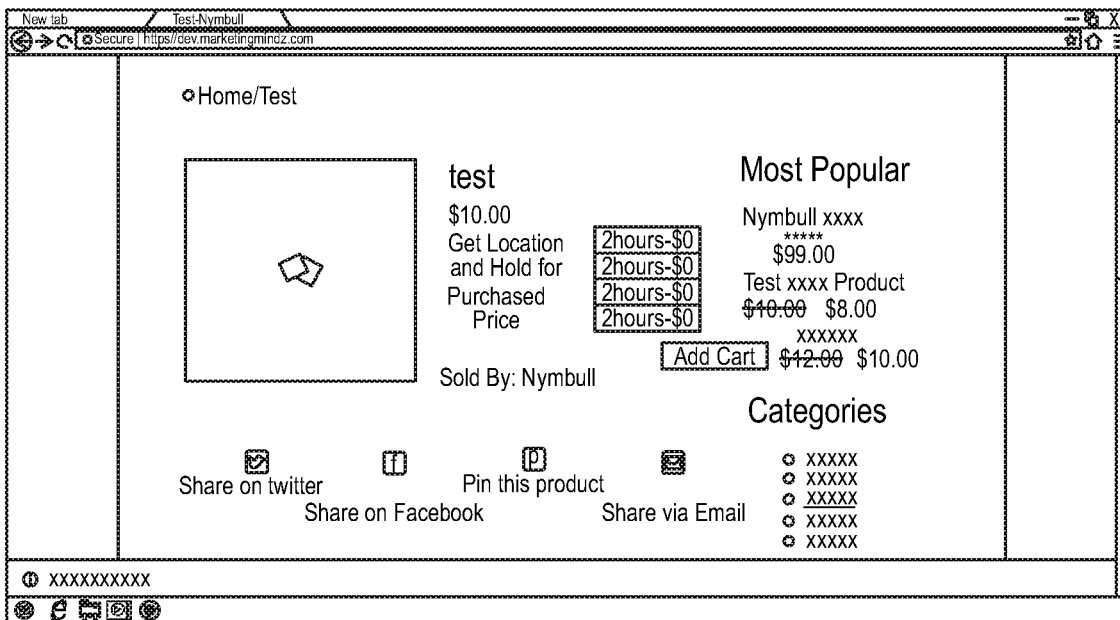 New tab
Test-Nymbull
X
Secure | https//dev.marketingmindz.com
Home/Test
test
$10.00
Get Location
and Hold for
Purchased
Price
2hours-$0
2hours-$0
2hours-$0
2hours-$0
Add Cart
Sold By: Nymbull
Most Popular
Nymbull xxxx
*****
$99.00
Test xxxx Product
$10.00 $8.00
xxxxxx
$12.00 $10.00
Categories
xxxxx
xxxxx
xxxxx
xxxxx
xxxxx
f
p
Share on twitter
Share on Facebook
Pin this product
Share via Email
xxxxxxxxxx
e